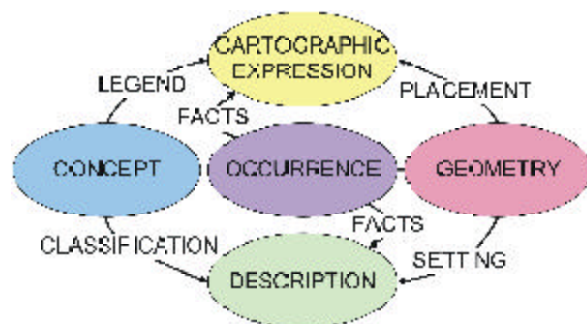 CARTOGRAPHIC
EXPRESSION
LEGEND
PLACEMENT
FACTS
CONCEPT
OCCURRENCE
GEOMETRY
FACTS
CLASSIFICATION
SETTING
DESCRIPTION